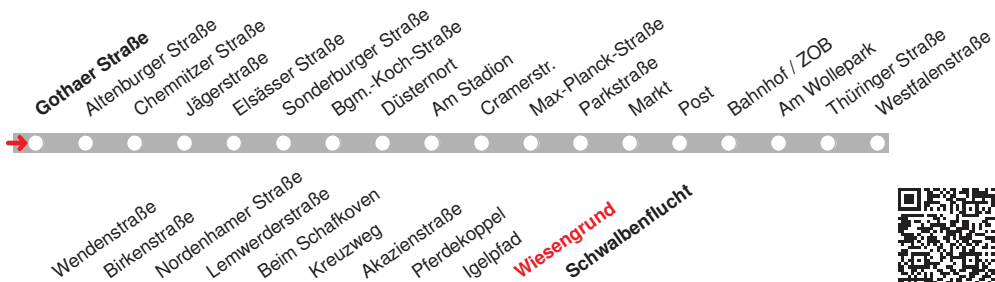 Gothaer Straße
Altenburger Straße
Chemnitzer Straße
Jägerstraße
Elsässer Straße
Sonderburger Straße
Bgm.-Koch-Straße
Düsternort
Am Stadion
Cramerstr.
Max-Planck-Straße
Parkstraße
Markt
Post
Bahnhof / ZOB
Am Wollepark
Thüringer Straße
Westfalenstraße
Wendenstraße
Birkenstraße
Nordenhamer Straße
Lemwerderstraße
Beim Schafkoven
Kreuzweg
Akazienstraße
Pferdekoppel
Igelpfad
Wiesengrund
Schwalbenflucht